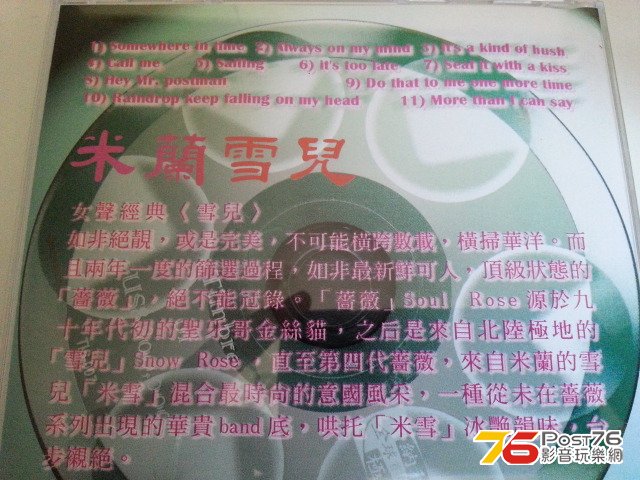 1) Somewhere in time 2) Always on my mind 3) It's a kind of hush
4) Call me 5) Sailing 6) It's too late 7) Seal it with a kiss
8) Hey Mr. postman 9) Do that to me one more time
10) Raindrop keep falling on my head 11) More than I can say
米蘭雪兒
女聲經典《雪兒》
如非絕靚，或是完美，不可能橫跨數載，橫掃華洋。而
且兩年一度的篩選過程，如非最新鮮可人，頂級狀態的
「薔薇」，絕不能冠錄。「薔薇」Soul Rose 源於九
十年代初的聖地哥金絲貓，之后是來自北陸極地的
「雪兒」Snow Rose，直至第四代薔薇，來自米蘭的雪
兒「米雪」混合最時尚的意國風采，一種從未在薔薇
系列出現的華貴band 底，哄托「米雪」冰艷韻味，
步襯絕。
76 Post76
影音玩樂網